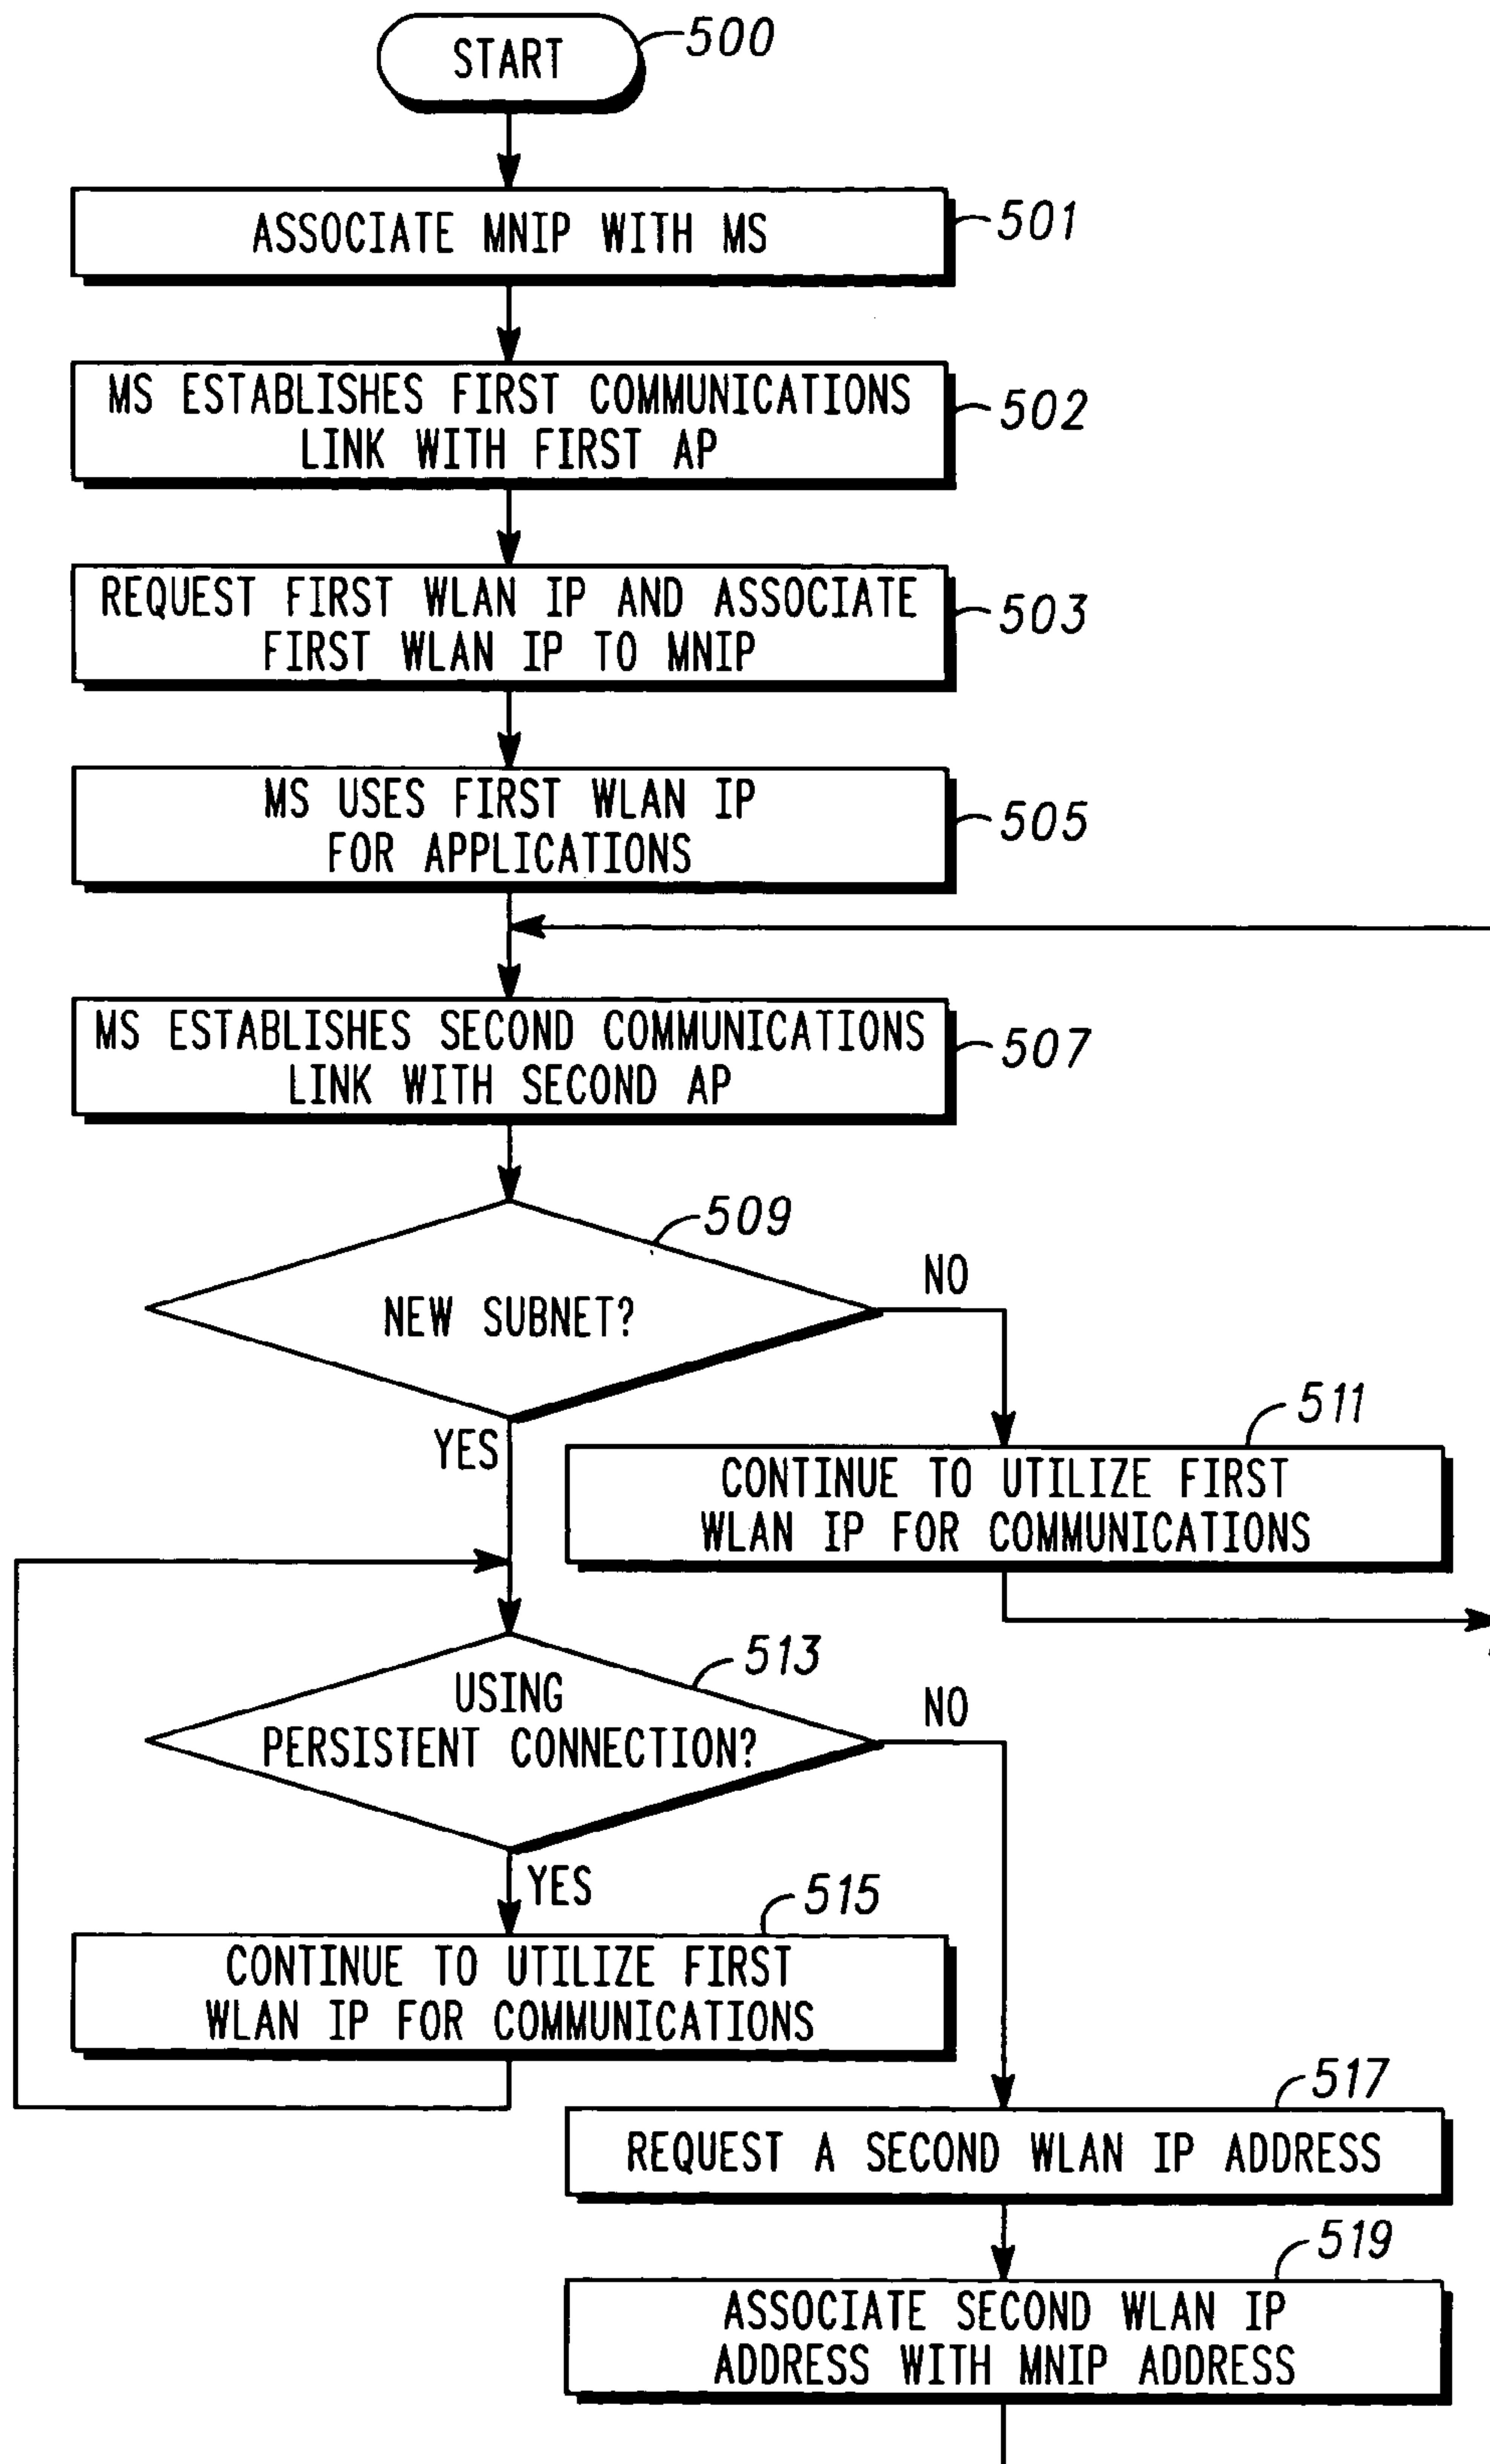 START
500
ASSOCIATE MNIP WITH MS
501
MS ESTABLISHES FIRST COMMUNICATIONS
LINK WITH FIRST AP
502
REQUEST FIRST WLAN IP AND ASSOCIATE
FIRST WLAN IP TO MNIP
503
MS USES FIRST WLAN IP
FOR APPLICATIONS
505
MS ESTABLISHES SECOND COMMUNICATIONS
LINK WITH SECOND AP
507
509
NEW SUBNET?
NO
YES
511
CONTINUE TO UTILIZE FIRST
WLAN IP FOR COMMUNICATIONS
513
USING
PERSISTENT CONNECTION?
NO
YES
515
CONTINUE TO UTILIZE FIRST
WLAN IP FOR COMMUNICATIONS
517
REQUEST A SECOND WLAN IP ADDRESS
519
ASSOCIATE SECOND WLAN IP
ADDRESS WITH MNIP ADDRESS